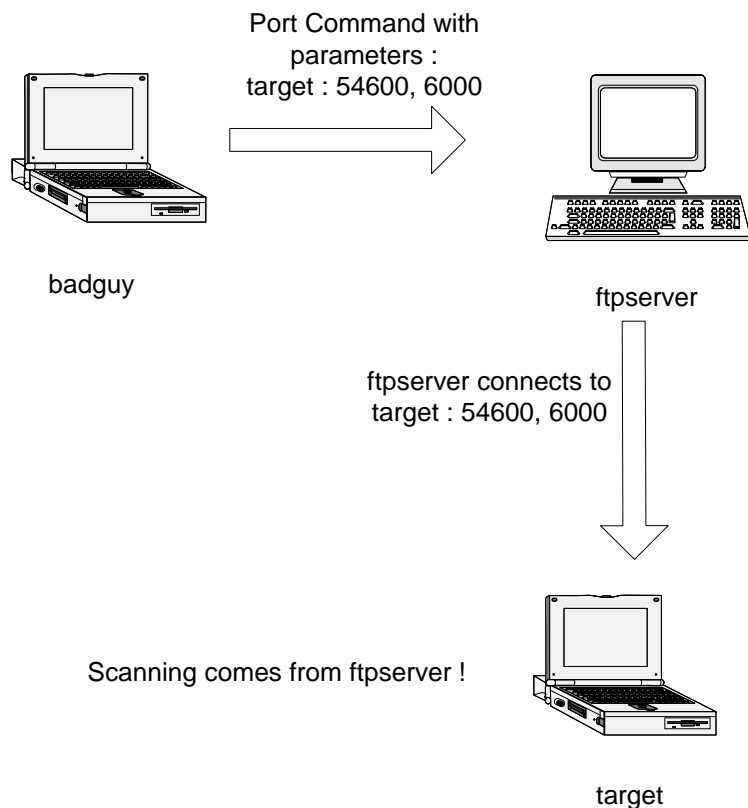 Port Command with
parameters :
target : 54600, 6000
badguy
ftpserver
ftpserver connects to
target : 54600, 6000
Scanning comes from ftpserver !
target